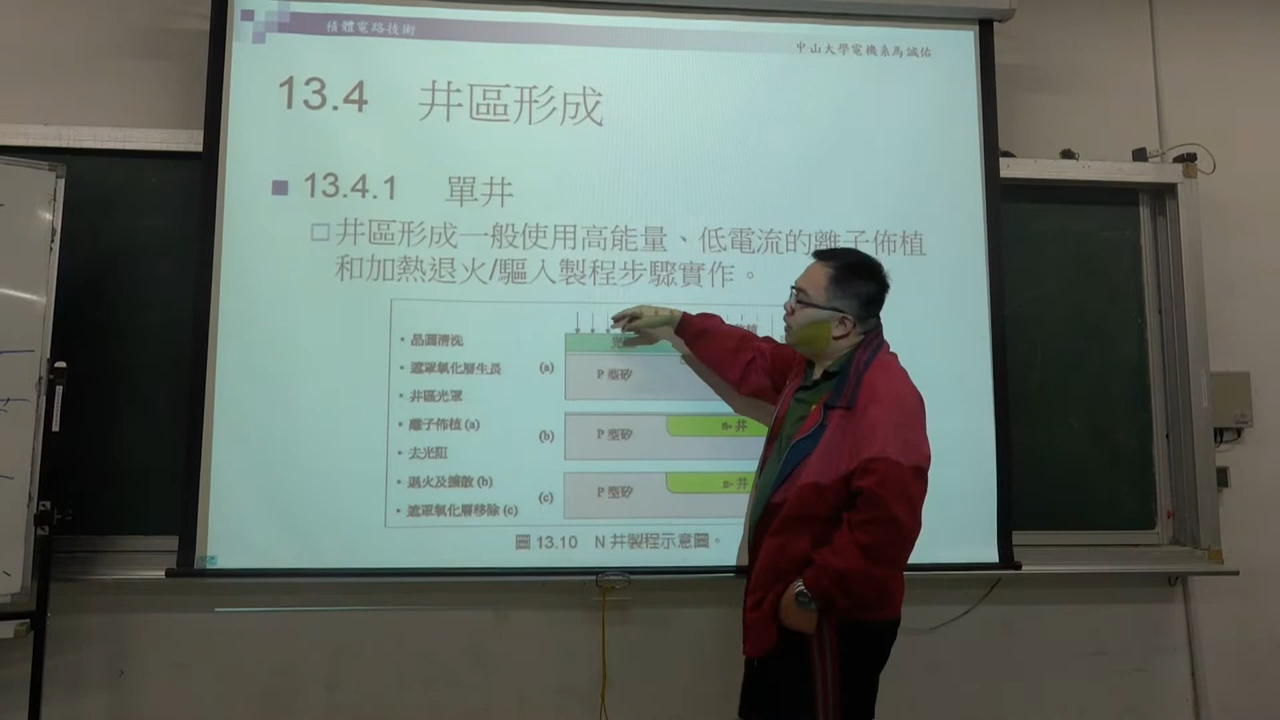 積體電路技術
中山大學電機系馬誠佑
13.4 井區形成
13.4.1 單井
井區形成一般使用高能量、低電流的離子佈植
和加熱退火/驅入製程步驟實作。
• 晶圓清洗
• 遮罩氧化層生長
• 井區光罩
• 離子佈植 (a)
• 去光阻
• 退火及擴散 (b)
• 遮罩氧化層移除 (c)
(a)
P 型矽
(b)
P 型矽
n- 井
(c)
P 型矽
n- 井
圖 13.10 N 井製程示意圖。